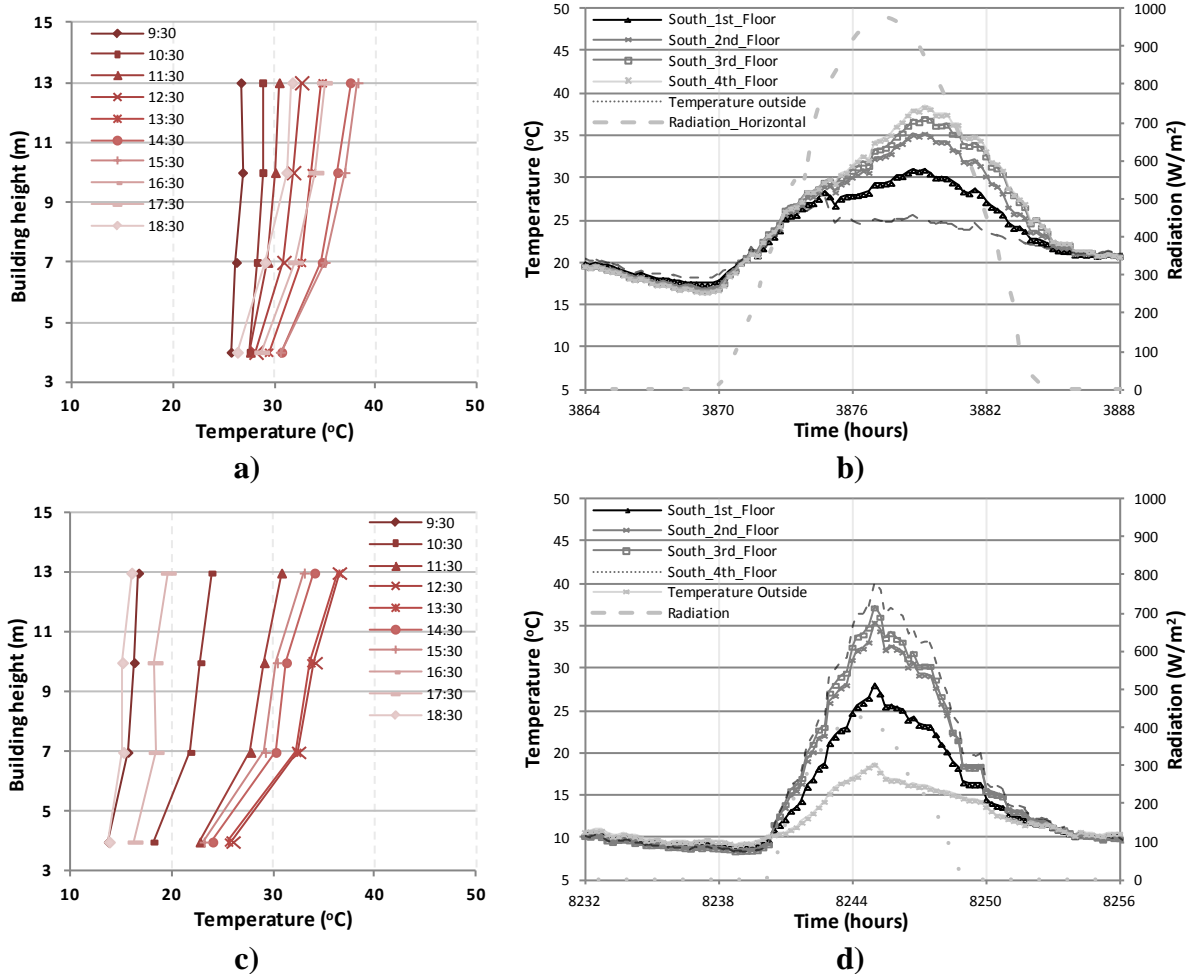 15
13
11
9
7
5
3
Building height (m)
9:30
10:30
11:30
12:30
13:30
14:30
15:30
16:30
17:30
18:30
10 20 30 40 50
Temperature (ºC)
a)
50
45
40
35
30
25
20
15
10
5
Temperature (ºC)
South_1st_Floor
South_2nd_Floor
South_3rd_Floor
South_4th_Floor
Temperature outside
Radiation_Horizontal
1000
900
800
700
600
500
400
300
200
100
0
Radiation (W/m²)
3864 3870 3876 3882 3888
Time (hours)
b)
15
13
11
9
7
5
3
Building height (m)
9:30
10:30
11:30
12:30
13:30
14:30
15:30
16:30
17:30
18:30
10 20 30 40 50
Temperature (ºC)
c)
50
45
40
35
30
25
20
15
10
5
Temperature (ºC)
South_1st_Floor
South_2nd_Floor
South_3rd_Floor
South_4th_Floor
Temperature Outside
Radiation
1000
900
800
700
600
500
400
300
200
100
0
Radiation (W/m²)
8232 8238 8244 8250 8256
Time (hours)
d)